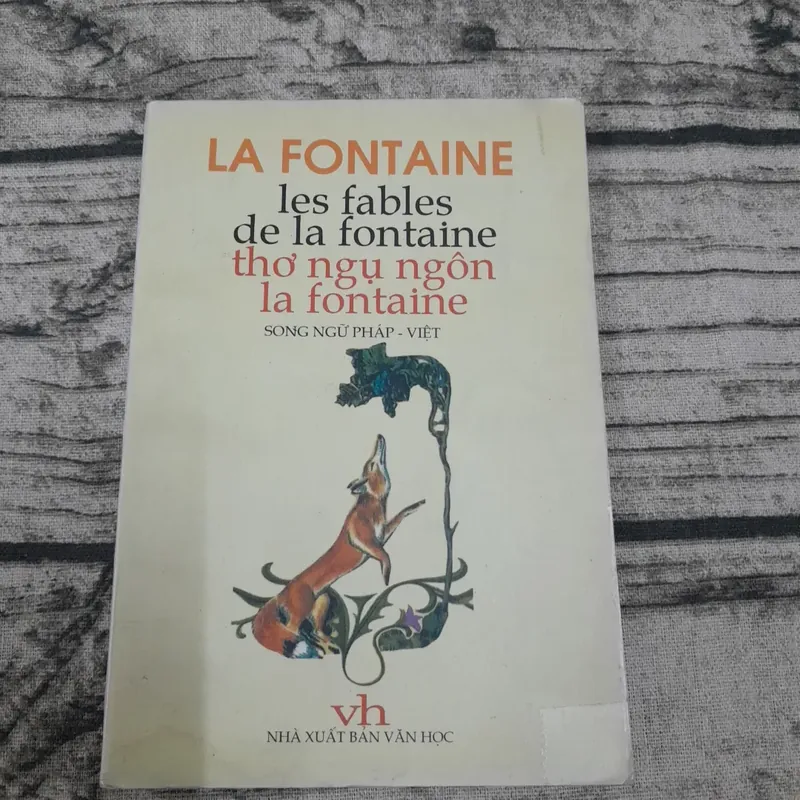 LA FONTAINE
les fables
de la fontaine
thơ ngụ ngôn
la fontaine
SONG NGỮ PHÁP - VIỆT
vh
NHÀ XUẤT BẢN VĂN HỌC